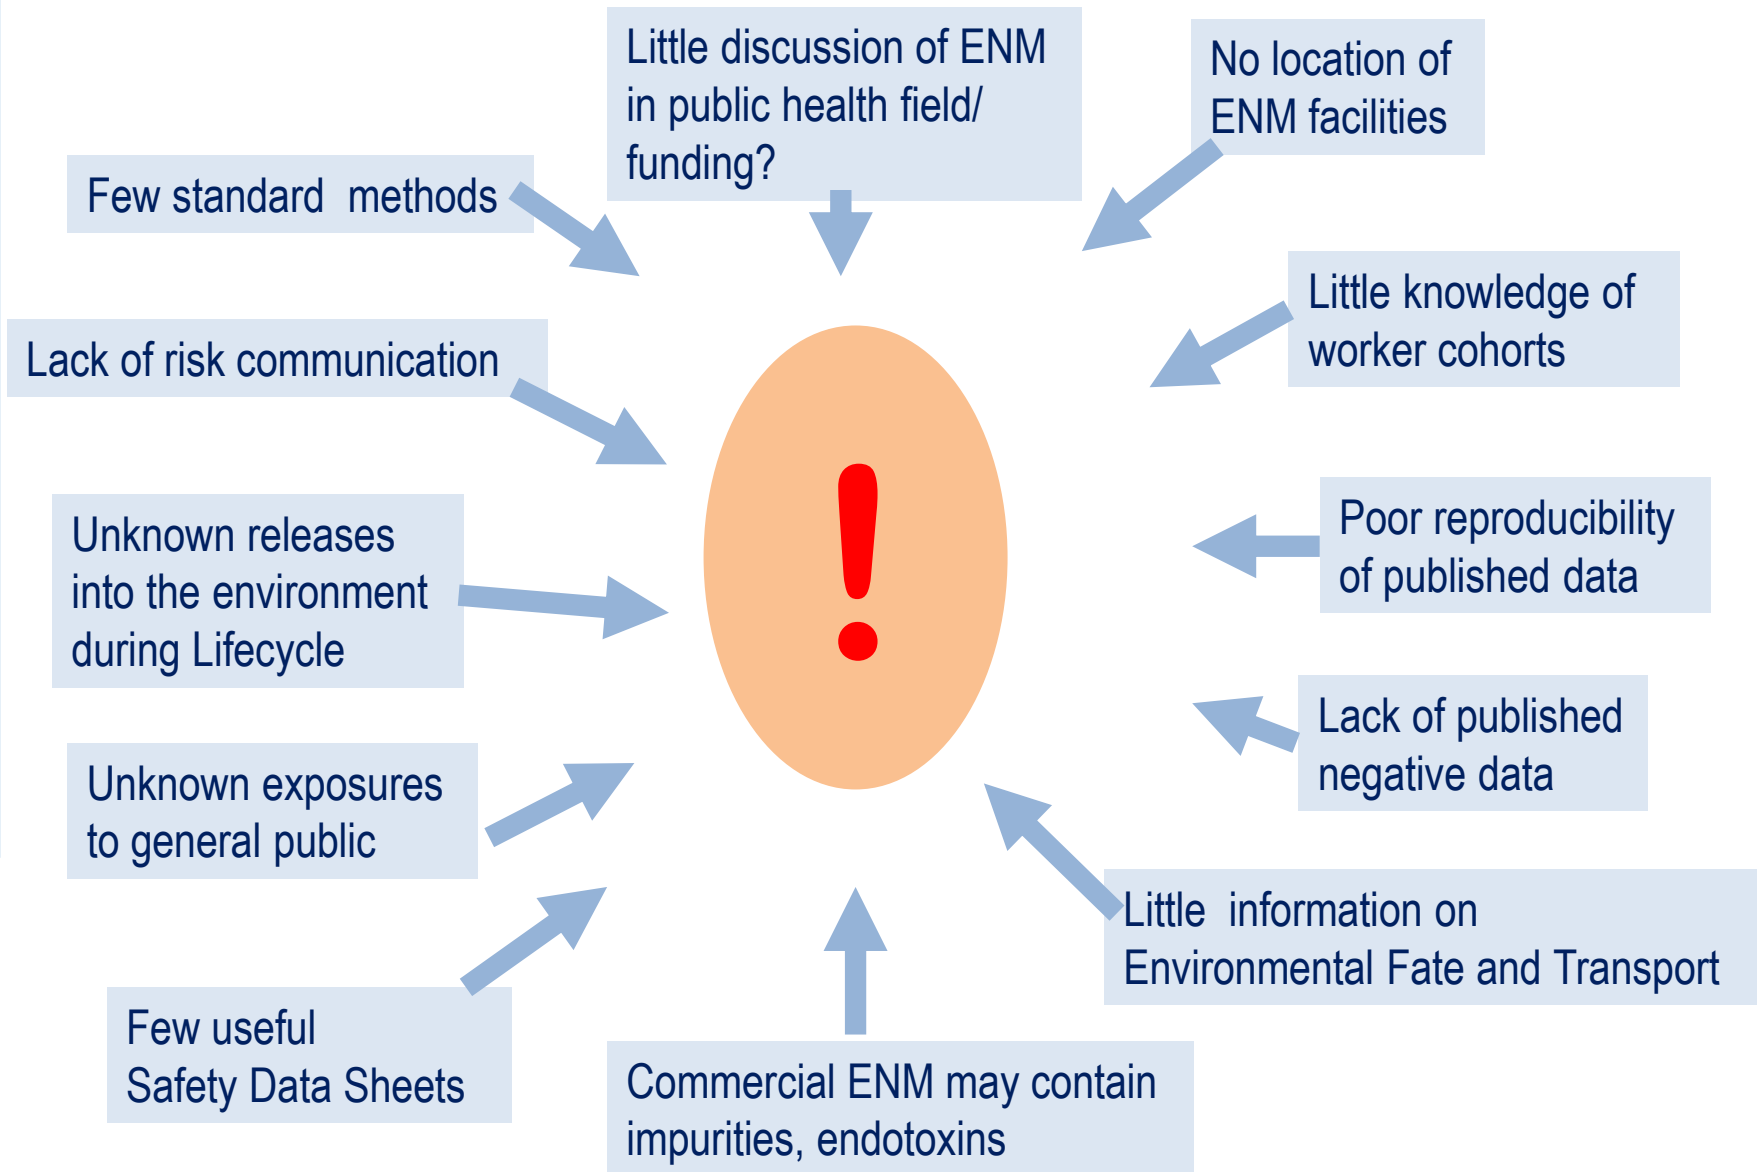 Little discussion of ENM
in public health field/
funding?
No location of
ENM facilities
Few standard  methods
Little knowledge of
worker cohorts
Lack of risk communication
!
Poor reproducibility
of published data
Unknown releases
into the environment
during Lifecycle
Lack of published
negative data
Unknown exposures
to general public
Little  information on
Environmental Fate and Transport
Few useful
Safety Data Sheets
Commercial ENM may contain
impurities, endotoxins